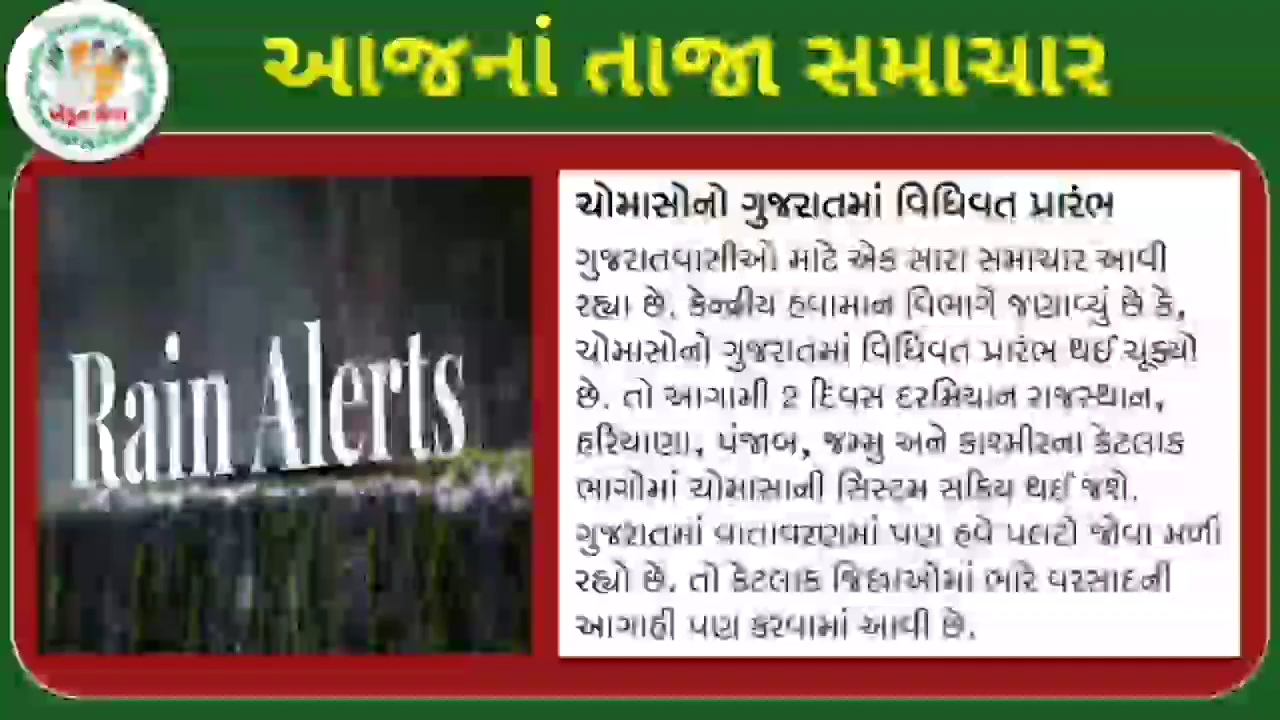 આજનાં તાજા સમાચાર
ચોમાસોનો ગુજરાતમાં વિધિવત પ્રારંભ
ગુજરાતવાસીઓ માટે એક સારા સમાચાર આવી
રહ્યા છે. કેન્દ્રીય હવામાન વિભાગે જણાવ્યું છે કે,
ચોમાસોનો ગુજરાતમાં વિધિવત પ્રારંભ થઈ ચૂક્યો
છે. તો આગામી 2 દિવસ દરમિયાન રાજસ્થાન,
હરિયાણા, પંજાબ, જમ્મુ અને કાશ્મીરના કેટલાક
ભાગોમાં ચોમાસાની સિસ્ટમ સક્રિય થઈ જશે.
ગુજરાતમાં વાતાવરણમાં પણ હવે પલટો જોવા મળી
રહ્યો છે. તો કેટલાક જિલ્લાઓમાં ભારે વરસાદની
આગાહી પણ કરવામાં આવી છે.
Rain Alerts